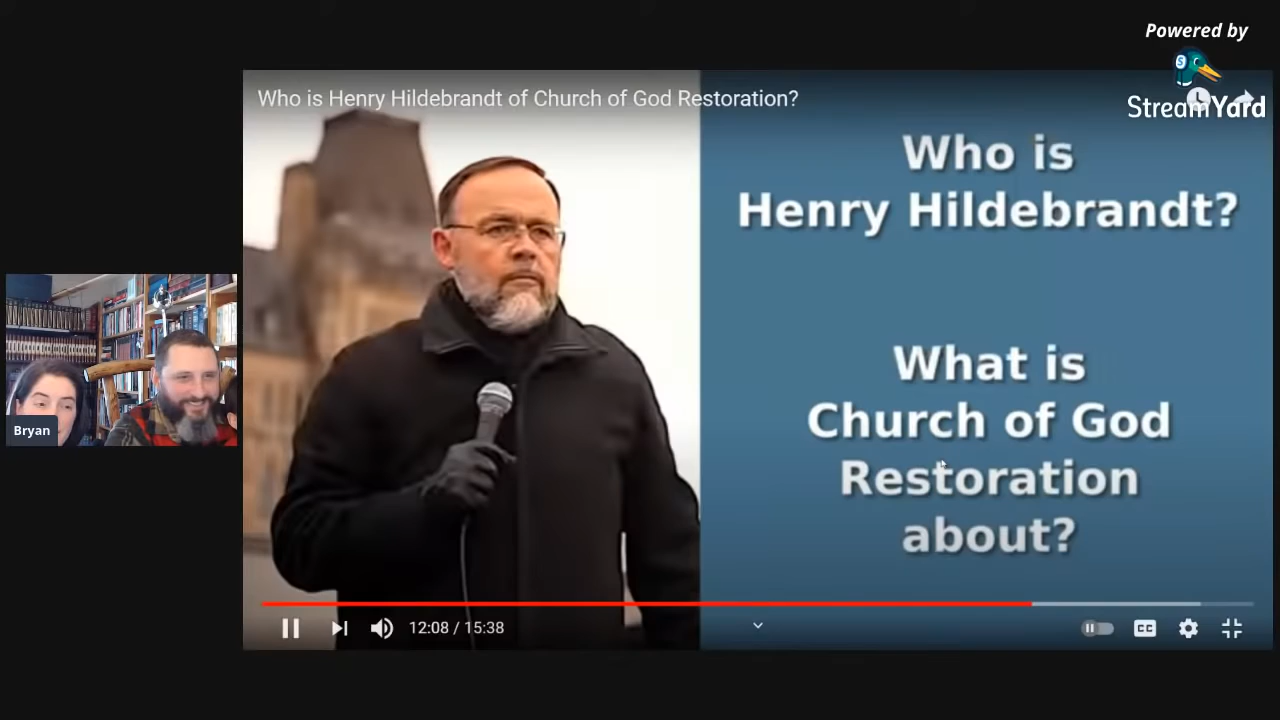 Powered by
StreamYard
Who is Henry Hildebrandt of Church of God Restoration?
Who is
Henry Hildebrandt?
What is
Church of God
Restoration
about?
Bryan
12:08 / 15:38
CC